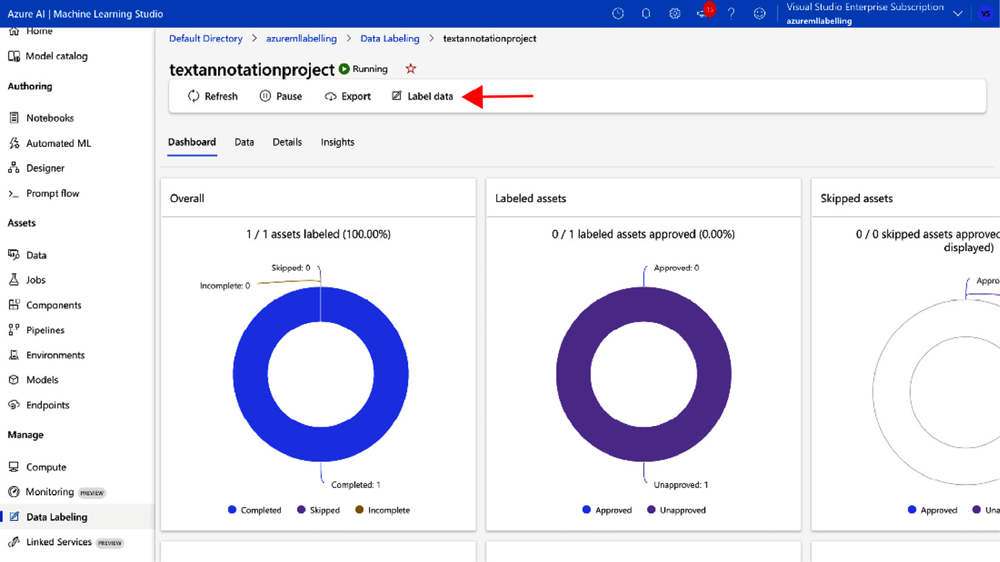 Azure AI | Machine Learning Studio
15
Visual Studio Enterprise Subscription
azuremllabelling
VS
Home
Model catalog
Authoring
Notebooks
Automated ML
Designer
Prompt flow
Assets
Data
Jobs
Components
Pipelines
Environments
Models
Endpoints
Manage
Compute
Monitoring PREVIEW
Data Labeling
Linked Services PREVIEW
Default Directory > azuremllabelling > Data Labeling > textannotationproject
textannotationproject Running
Refresh Pause Export Label data
Dashboard Data Details Insights
Overall
1 / 1 assets labeled (100.00%)
Skipped: 0
Incomplete: 0
Completed: 1
Completed Skipped Incomplete
Labeled assets
0 / 1 labeled assets approved (0.00%)
Approved: 0
Unapproved: 1
Approved Unapproved
Skipped assets
0 / 0 skipped assets approved
displayed)
Appro
Approved Una